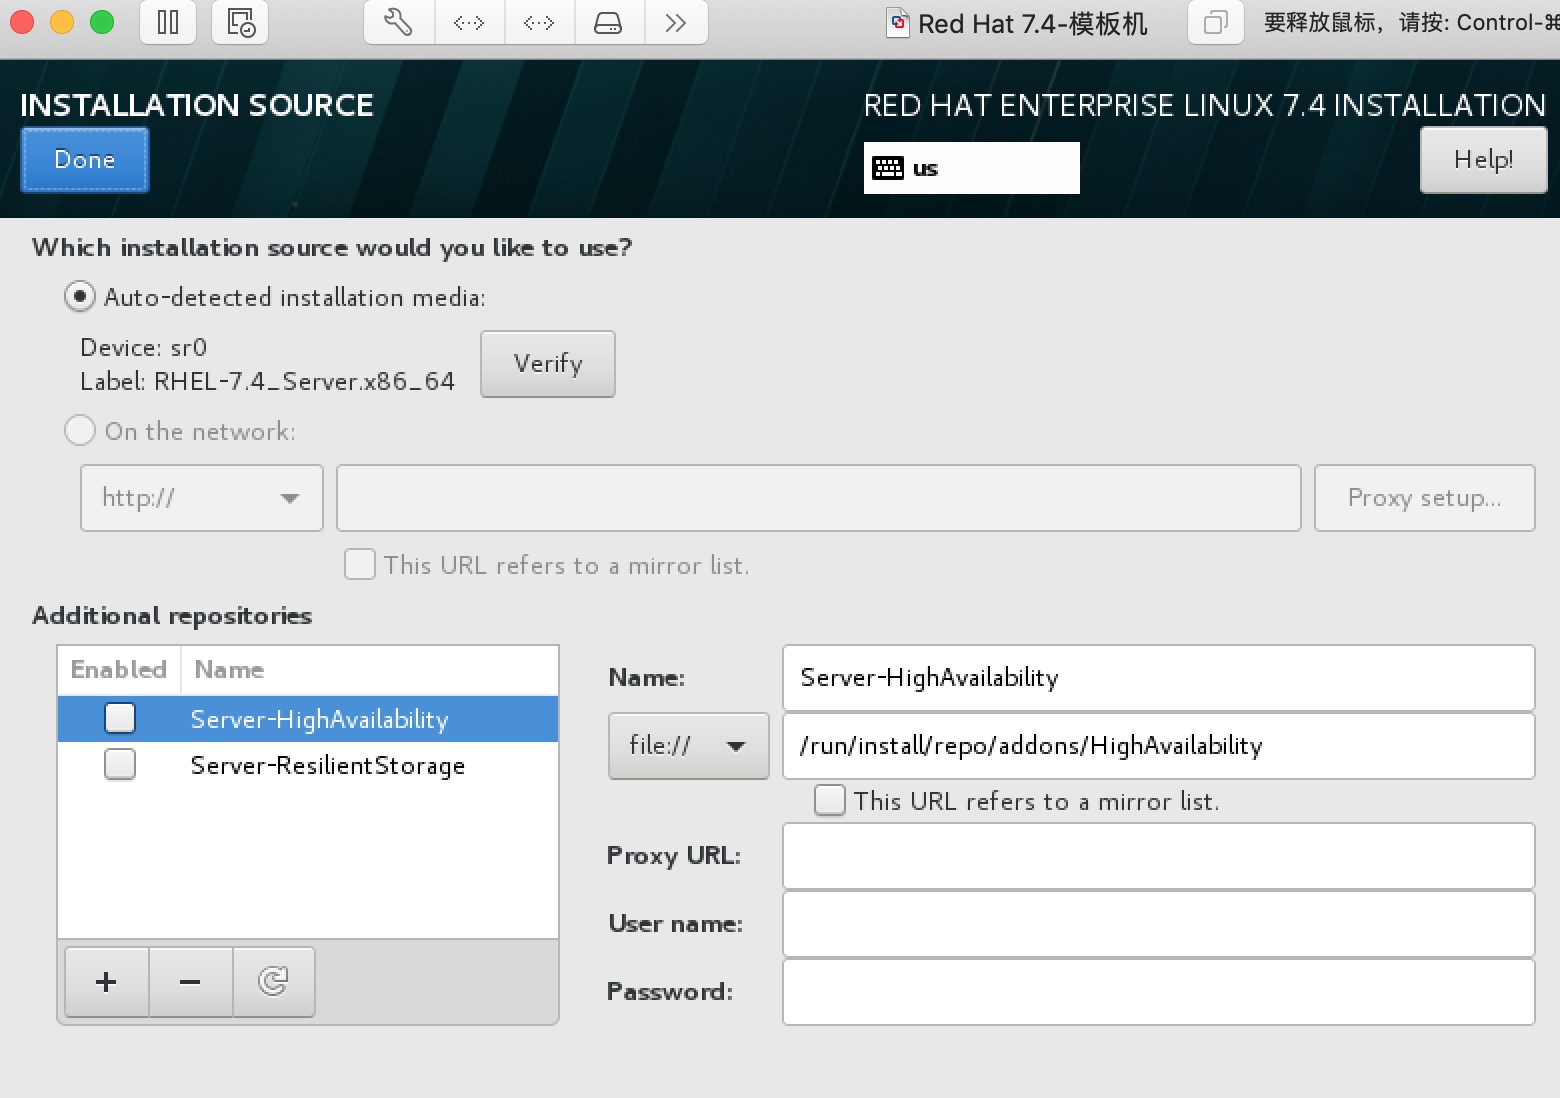 Red Hat 7.4-模板机
要释放鼠标，请按: Control-⌘
INSTALLATION SOURCE
RED HAT ENTERPRISE LINUX 7.4 INSTALLATION
Done
us
Help!
Which installation source would you like to use?
Auto-detected installation media:
Device: sr0
Label: RHEL-7.4_Server.x86_64
Verify
On the network:
http://
Proxy setup...
This URL refers to a mirror list.
Additional repositories
Enabled Name
Server-HighAvailability
Server-ResilientStorage
Name: Server-HighAvailability
file:// /run/install/repo/addons/HighAvailability
This URL refers to a mirror list.
Proxy URL:
User name:
Password: